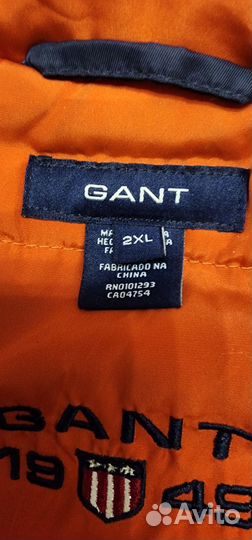 GANT
2XL
FABRICADO NA
CHINA
RN0101293
CA04754
GANT
19 49
Avito